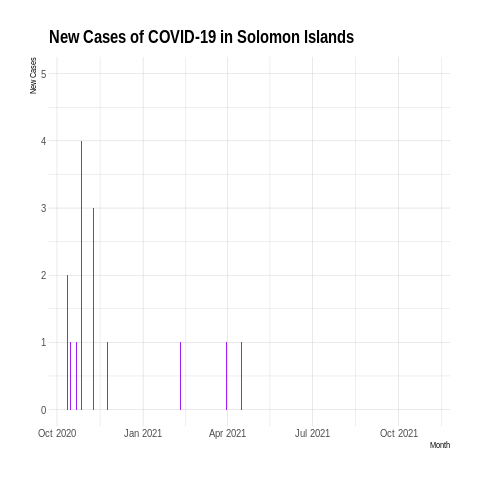 New Cases of COVID-19 in Solomon Islands
New Cases
5
4
3
2
1
0
Oct 2020 Jan 2021 Apr 2021 Jul 2021 Oct 2021
Month